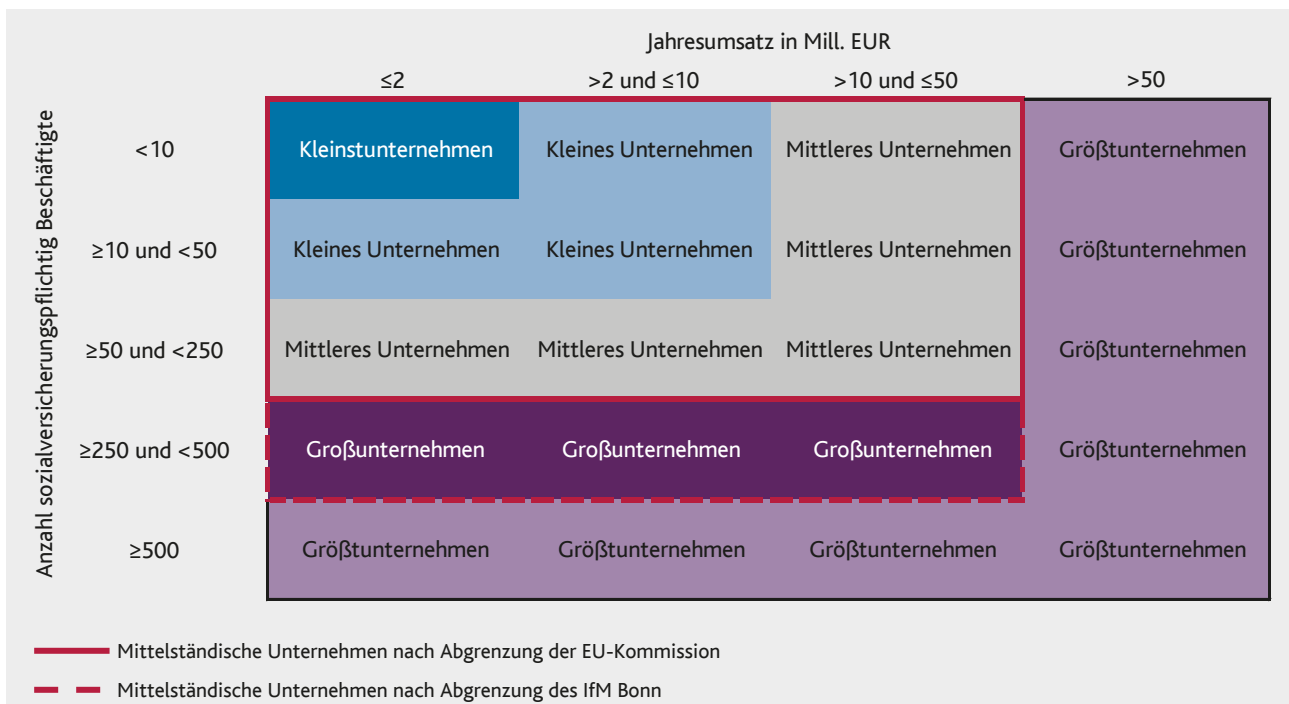 Jahresumsatz in Mill. EUR
≤2 >2 und ≤10 >10 und ≤50 >50
Anzahl sozialversicherungspflichtig Beschäftigte
<10 Kleinstunternehmen Kleines Unternehmen Mittleres Unternehmen Größtunternehmen
≥10 und <50 Kleines Unternehmen Kleines Unternehmen Mittleres Unternehmen Größtunternehmen
≥50 und <250 Mittleres Unternehmen Mittleres Unternehmen Mittleres Unternehmen Größtunternehmen
≥250 und <500 Großunternehmen Großunternehmen Großunternehmen Größtunternehmen
≥500 Größtunternehmen Größtunternehmen Größtunternehmen Größtunternehmen
Mittelständische Unternehmen nach Abgrenzung der EU-Kommission
Mittelständische Unternehmen nach Abgrenzung des IfM Bonn